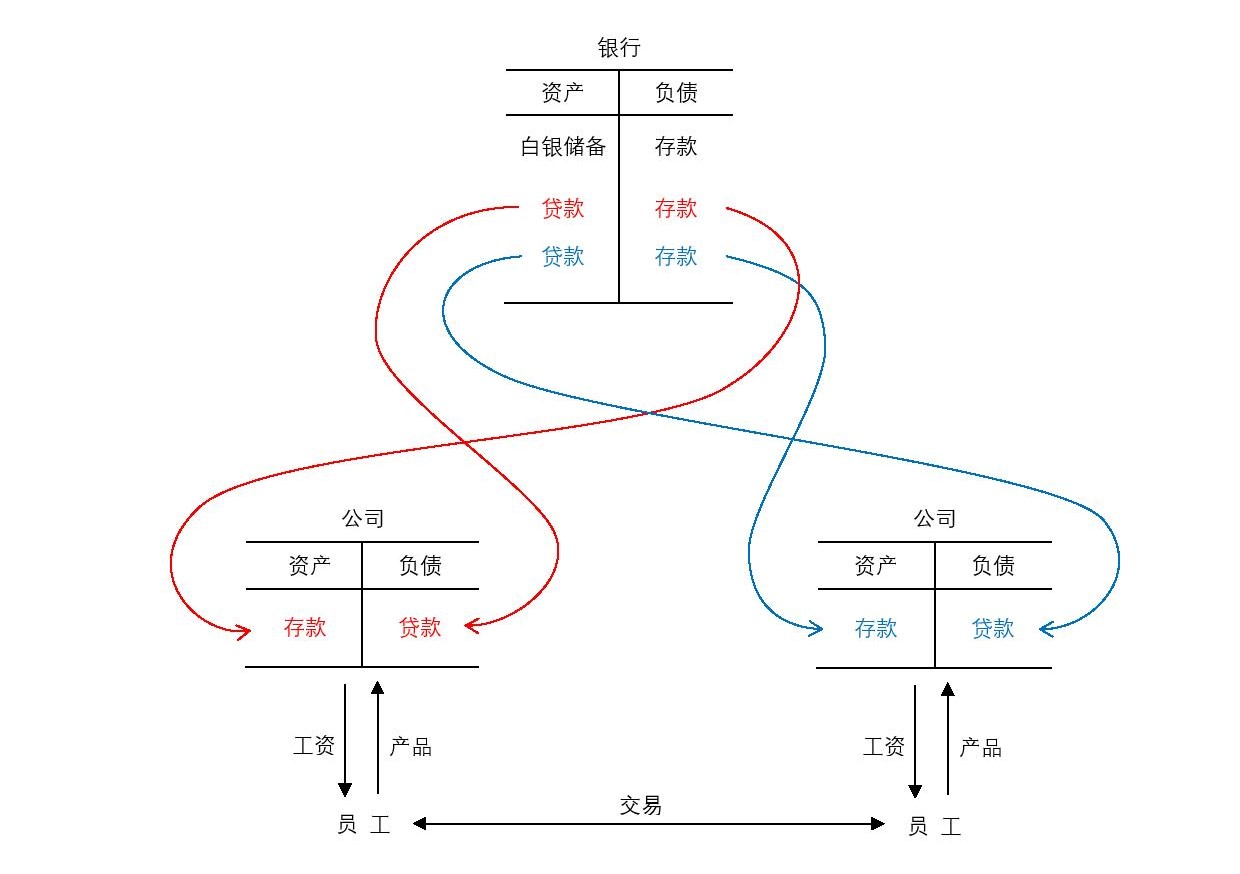 银行
资产 负债
白银储备 存款
贷款 存款
贷款 存款
公司 公司
资产 负债 资产 负债
存款 贷款 存款 贷款
工资 产品 工资 产品
交易
员 工 员 工